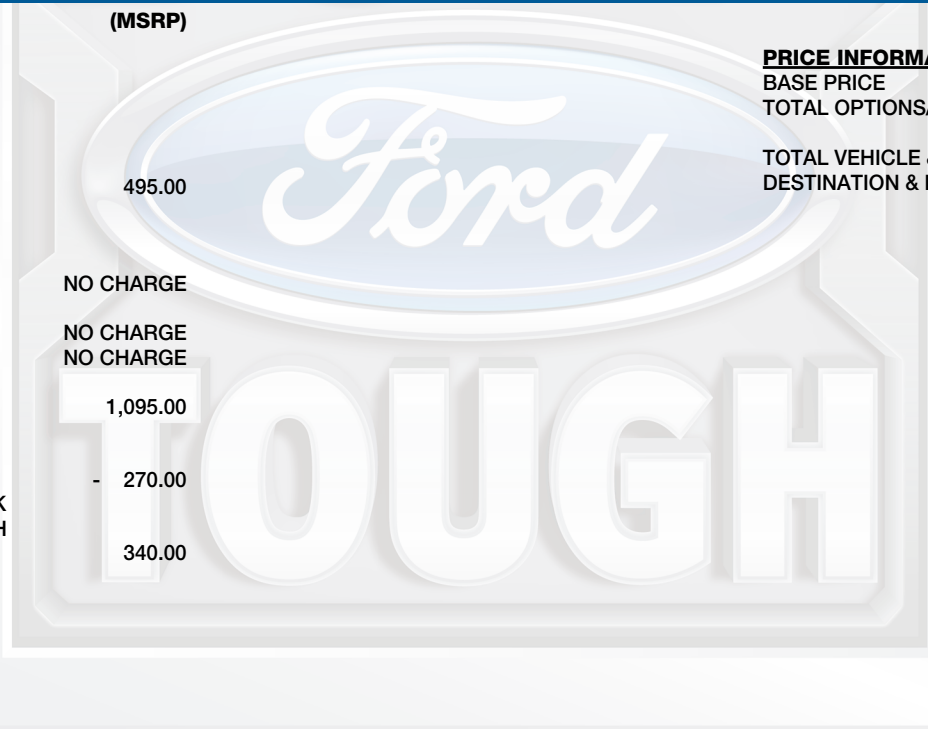 (MSRP)
495.00
NO CHARGE
NO CHARGE
NO CHARGE
1,095.00
- 270.00
K
H
340.00
PRICE INFORMA
BASE PRICE
TOTAL OPTIONS
TOTAL VEHICLE
DESTINATION &
Ford
TOUGH